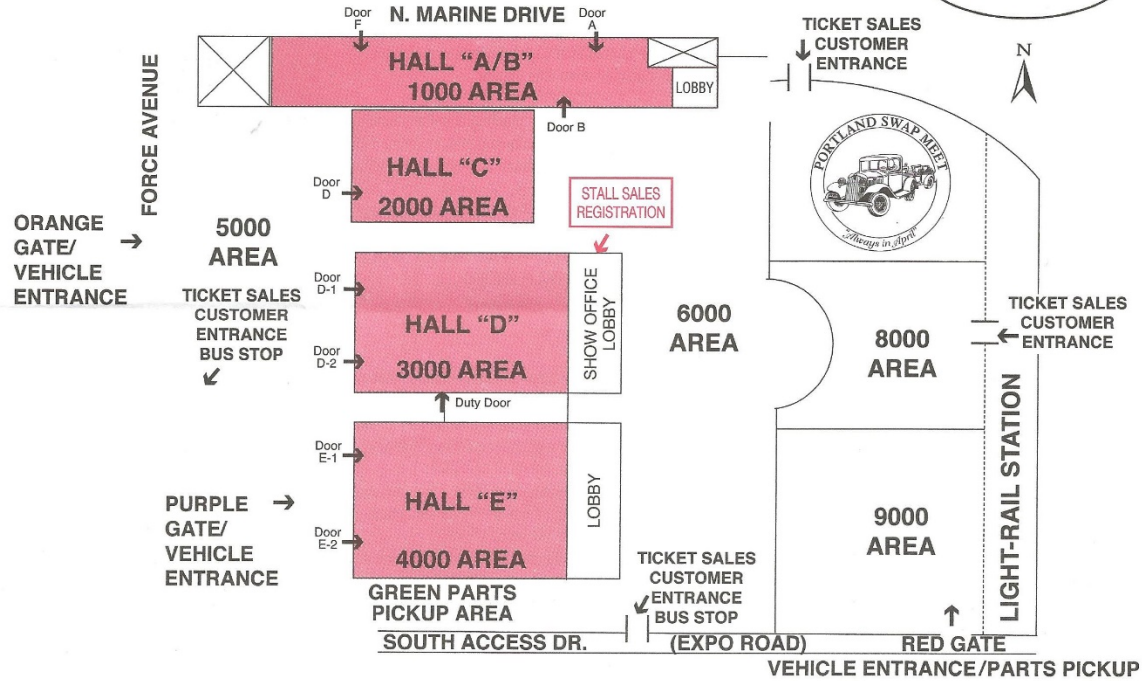 N. MARINE DRIVE
Door
F
Door
A
HALL "A/B"
1000 AREA
LOBBY
Door B
TICKET SALES
CUSTOMER
ENTRANCE
N
FORCE AVENUE
HALL "C"
2000 AREA
Door
D
STALL SALES
REGISTRATION
PORTLAND SWAP MEET
"Always in April"
ORANGE
GATE/
VEHICLE
ENTRANCE
5000
AREA
TICKET SALES
CUSTOMER
ENTRANCE
BUS STOP
Door
D-1
HALL "D"
3000 AREA
Door
D-2
SHOW OFFICE
LOBBY
Duty Door
6000
AREA
8000
AREA
TICKET SALES
CUSTOMER
ENTRANCE
LIGHT-RAIL STATION
Door
E-1
HALL "E"
4000 AREA
Door
E-2
LOBBY
PURPLE
GATE/
VEHICLE
ENTRANCE
9000
AREA
GREEN PARTS
PICKUP AREA
TICKET SALES
CUSTOMER
ENTRANCE
BUS STOP
SOUTH ACCESS DR.
(EXPO ROAD)
RED GATE
VEHICLE ENTRANCE/PARTS PICKUP